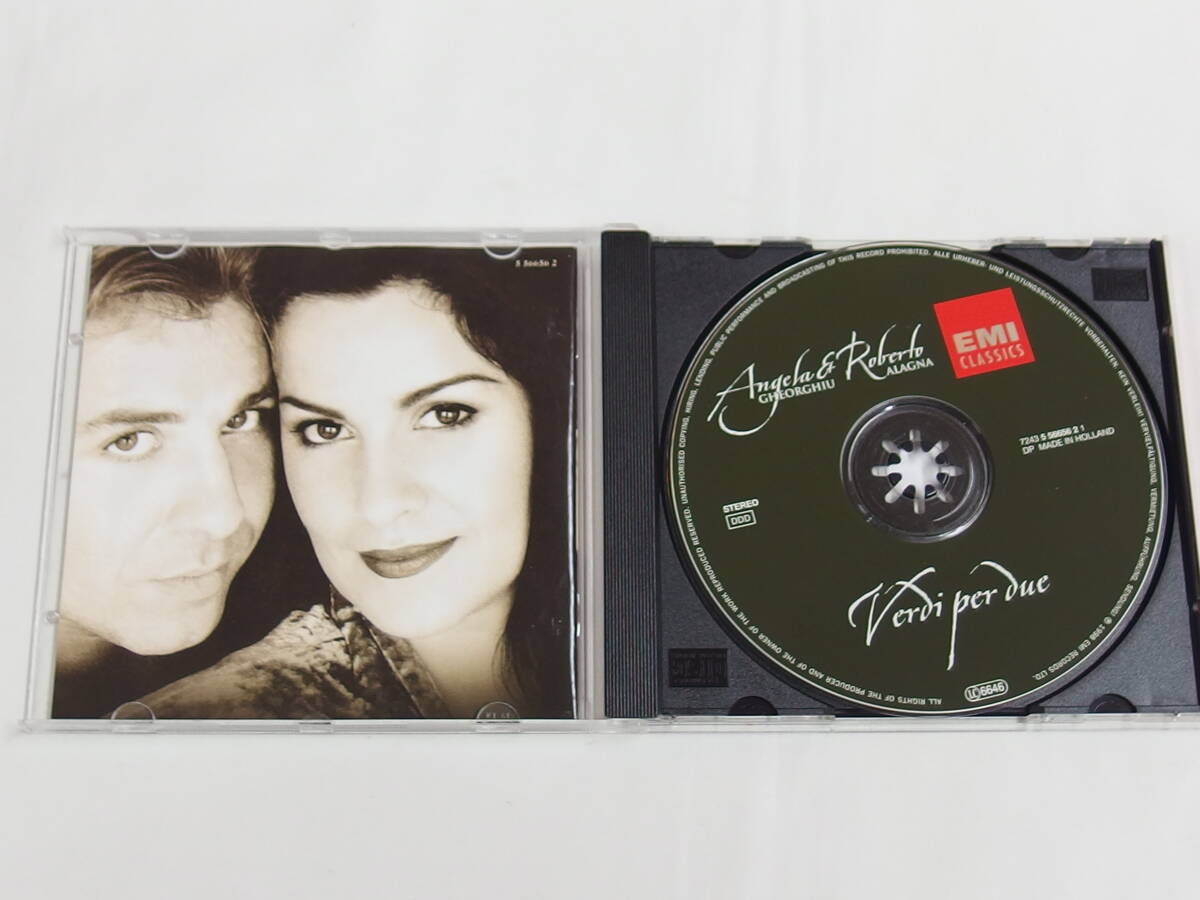 5 56656 2
Angela & Roberto
GHEORGHIU ALAGNA
EMI
CLASSICS
7243 5 56656 2 1
DP MADE IN HOLLAND
STEREO
DDD
Verdi per due
LC 6646
ALL RIGHTS OF THE PRODUCER AND OF THE OWNER OF THE WORK REPRODUCED RESERVED. UNAUTHORISED COPYING, HIRING, LENDING, PUBLIC PERFORMANCE AND BROADCASTING OF THIS RECORD PROHIBITED. ALLE URHEBER- UND LEISTUNGSSCHUTZRECHTE VORBEHALTEN. KEIN VERLEIH! VERVIELFÄLTIGUNG, VERMIETUNG, AUFFÜHRUNG, SENDUNG! ℗ 1998 EMI RECORDS LTD.